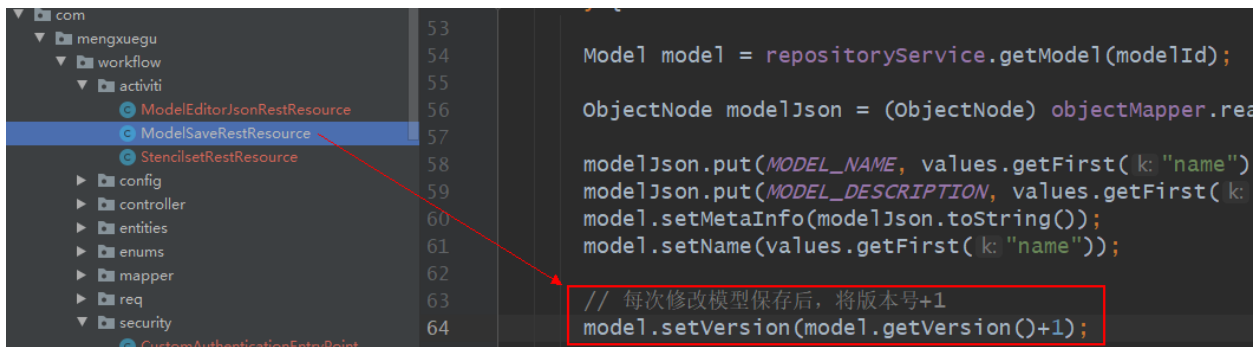 com
mengxuegu
workflow
activiti
ModelEditorJsonRestResource
ModelSaveRestResource
StencilsetRestResource
config
controller
entities
enums
mapper
req
security
CustomAuthenticationEntryPoint
53
54 Model model = repositoryService.getModel(modelId);
55
56 ObjectNode modelJson = (ObjectNode) objectMapper.rea
57
58 modelJson.put(MODEL_NAME, values.getFirst( k: "name")
59 modelJson.put(MODEL_DESCRIPTION, values.getFirst( k:
60 model.setMetaInfo(modelJson.toString());
61 model.setName(values.getFirst( k: "name"));
62
63 // 每次修改模型保存后，将版本号+1
64 model.setVersion(model.getVersion()+1);